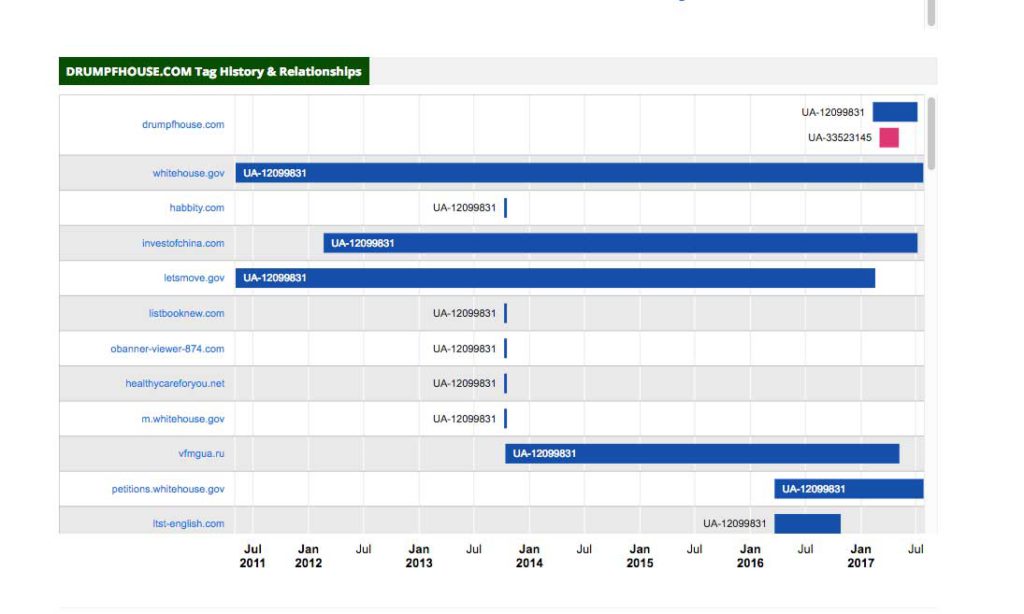 DRUMPFHOUSE.COM Tag History & Relationships
drumpfhouse.com UA-12099831
UA-33523145
whitehouse.gov UA-12099831
habbity.com UA-12099831
investofchina.com UA-12099831
letsmove.gov UA-12099831
listbooknew.com UA-12099831
obanner-viewer-874.com UA-12099831
healthycareforyou.net UA-12099831
m.whitehouse.gov UA-12099831
vfmgua.ru UA-12099831
petitions.whitehouse.gov UA-12099831
ltst-english.com UA-12099831
Jul Jan Jul Jan Jul Jan Jul Jan Jul Jan Jul Jan Jul
2011 2012 2013 2014 2015 2016 2017